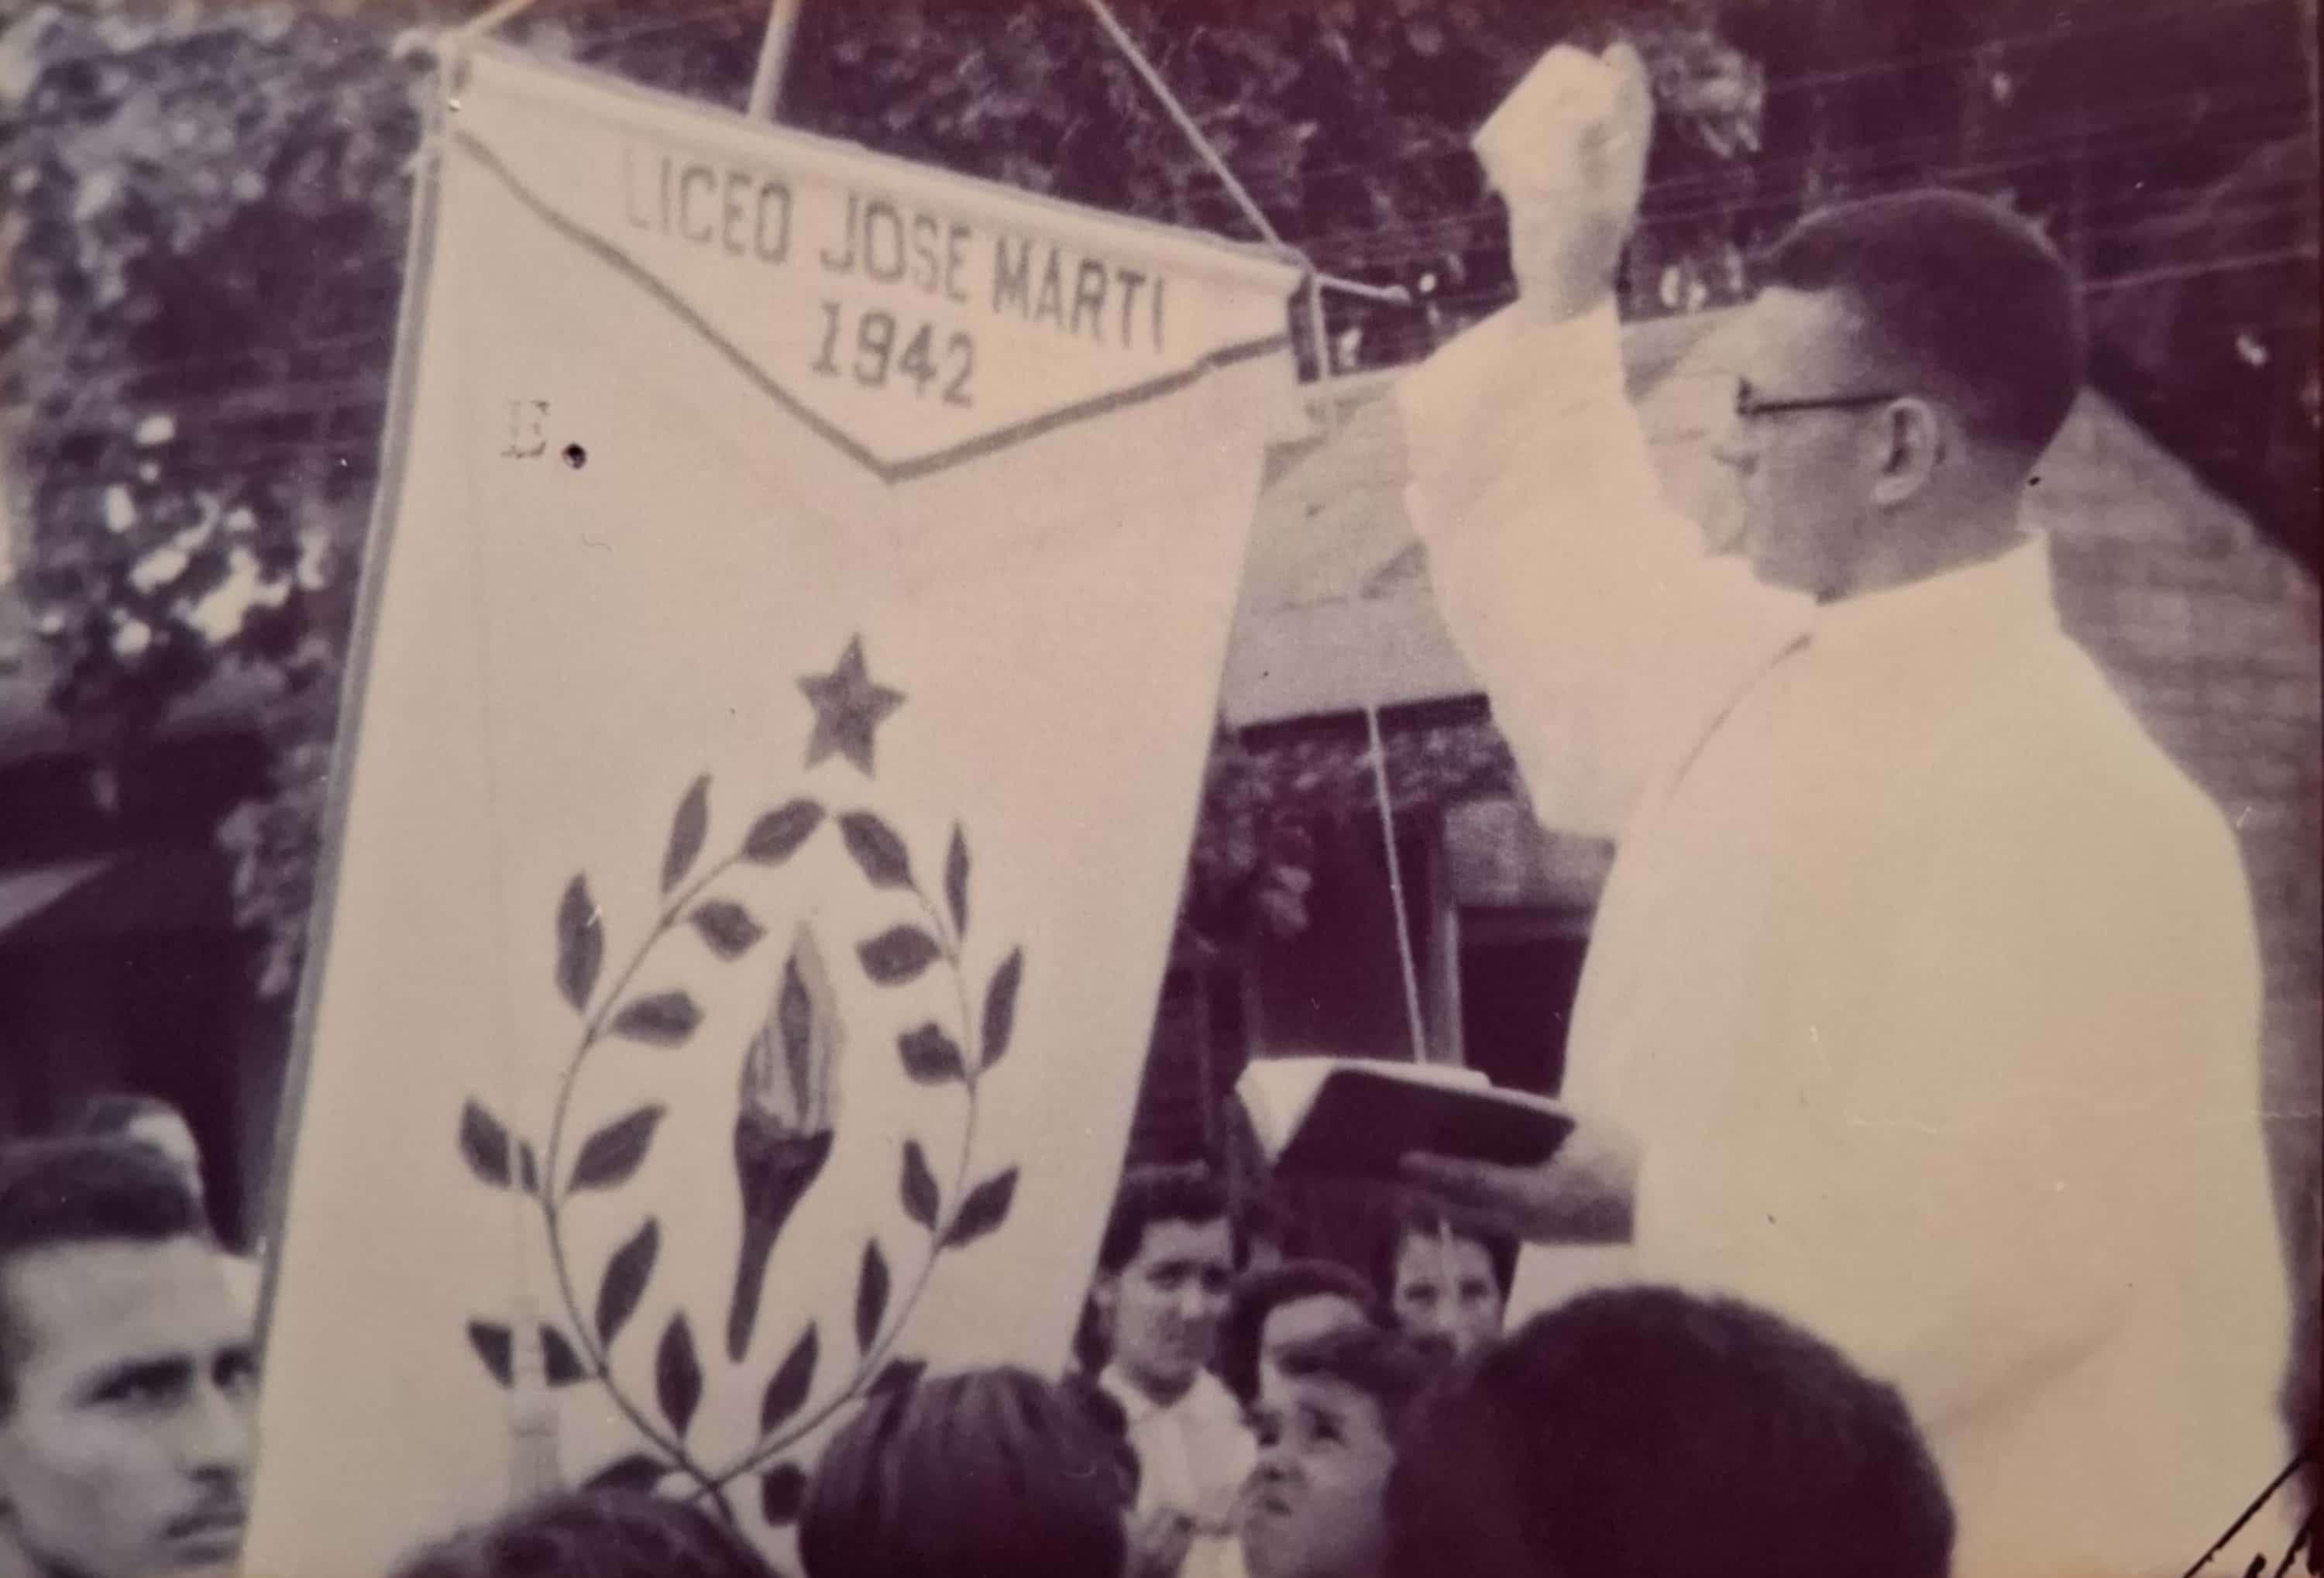 LICEO JOSE MARTI
1942
E.